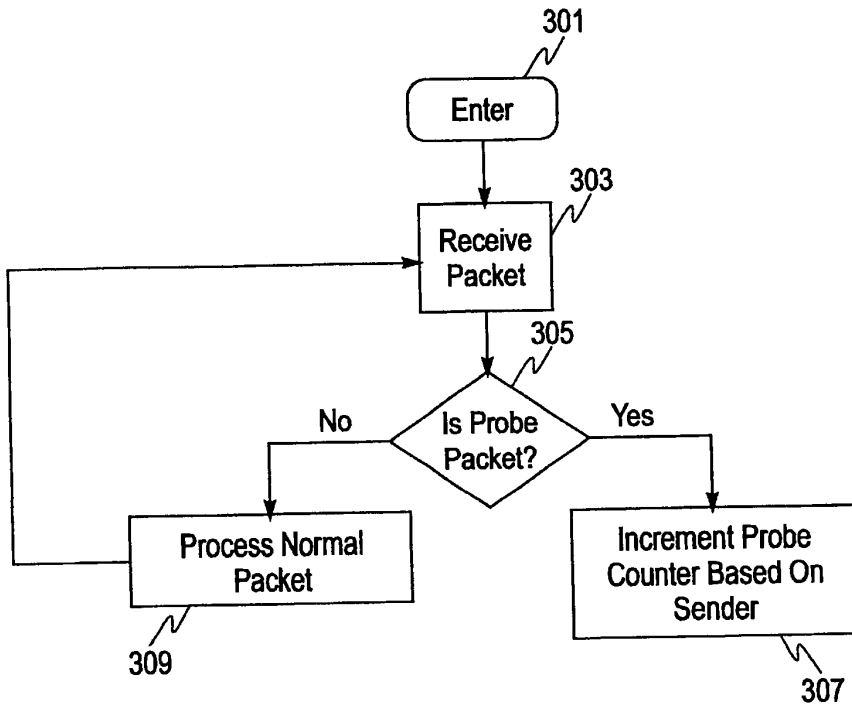 301
Enter
303
Receive
Packet
305
No
Is Probe
Packet?
Yes
Process Normal
Packet
309
Increment Probe
Counter Based On
Sender
307